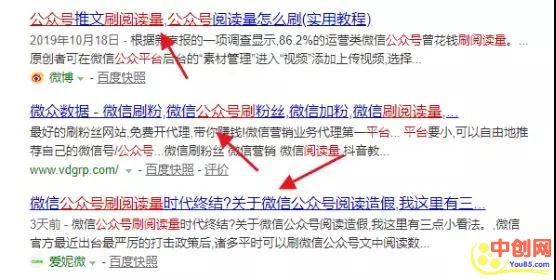 公众号推文刷阅读量,公众号阅读量怎么刷(实用教程)
2019年10月18日 - 根据新京报的一项调查显示,86.2%的运营类微信公众号曾花钱刷阅读量。...
原创者可在微信公众平台后台的“素材管理”进入“视频”添加上传视频,选择...
微博 - 百度快照
微众数据 - 微信刷粉,微信公众号刷粉丝,微信加粉,微信刷阅读量,...
最好的刷粉丝网站,免费开代理,带你赚钱!微信营销业务代理第一平台... 平台要小,可以自由地推
荐自己的微信号/公众号...微信刷粉丝 微信营销 微信阅读量,抖音教...
www.vdgrp.com/ - 百度快照 - 评价
微信公众号刷阅读量时代终结?关于微信公众号阅读造假,我这里有三...
3天前 - 微信公众号刷阅读量时代终结?关于微信公众号阅读造假,我这里有三点小看法。,微信
官方最近出台最严厉的打击政策后,诸多平时可以刷微信公众号文中阅读数...
爱妮微 - 百度快照
中创网
You85.com